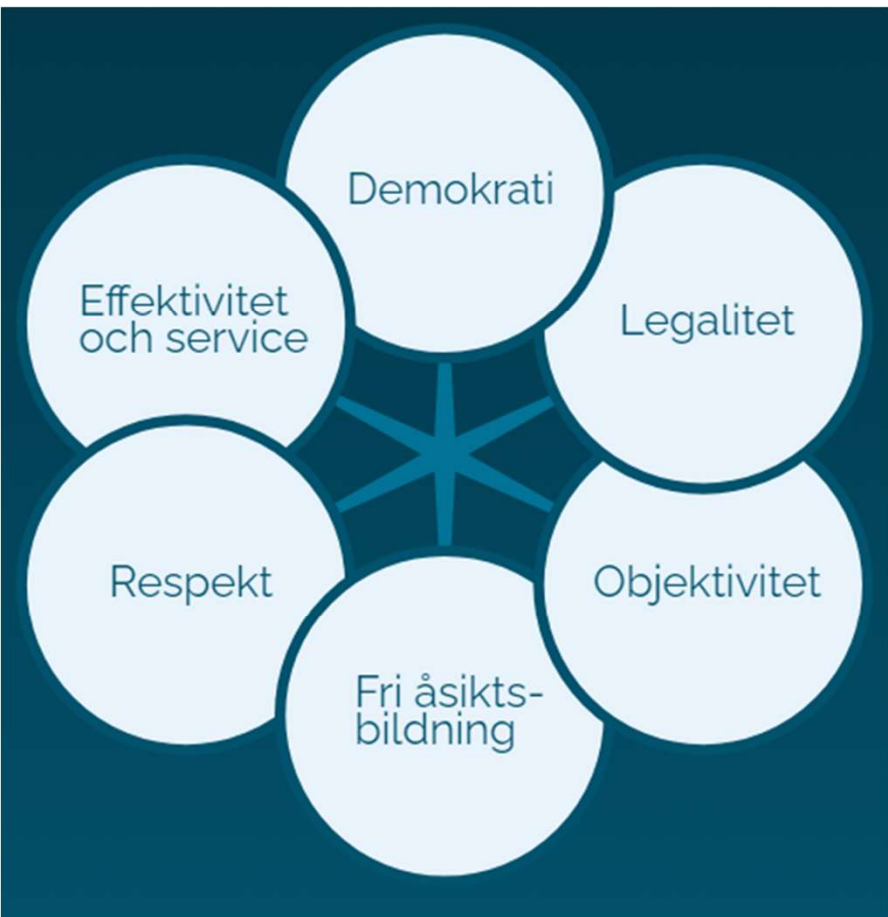 Demokrati
Legalitet
Objektivitet
Fri åsikts-
bildning
Respekt
Effektivitet
och service